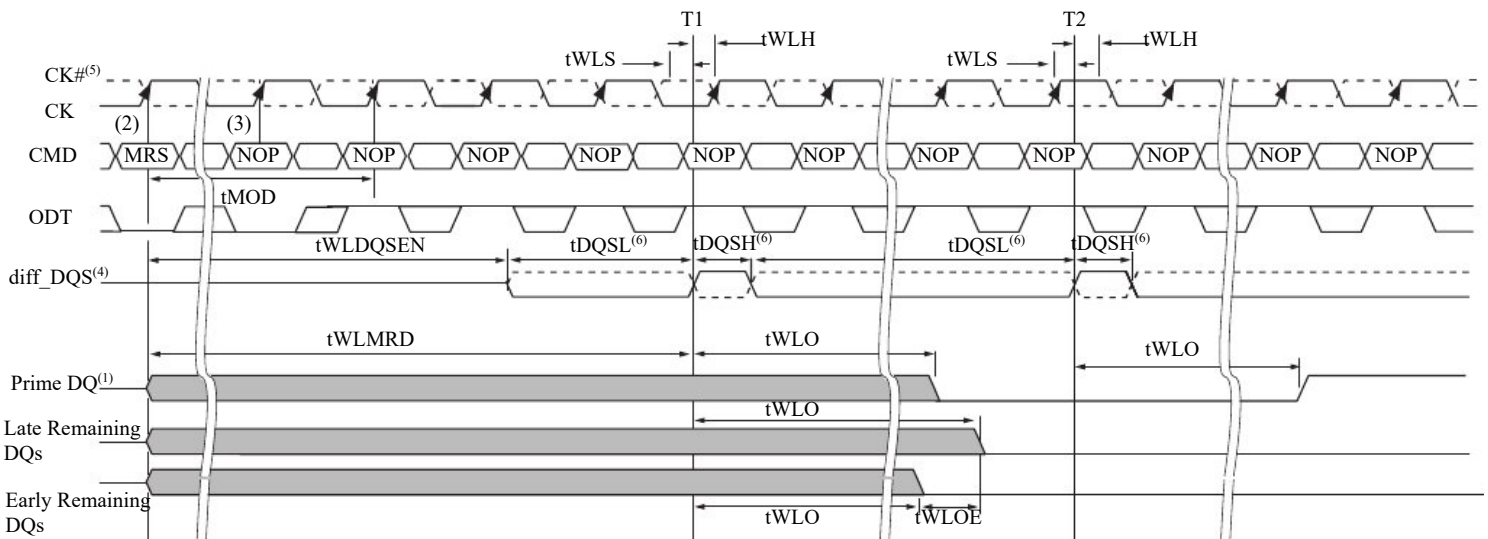 T1 T2
tWLH tWLH
tWLS tWLS
CK#(5)
CK
(2) (3)
CMD MRS NOP NOP NOP NOP NOP NOP NOP NOP NOP NOP NOP
tMOD
ODT
tWLDQSEN tDQSL(6) tDQSH(6) tDQSL(6) tDQSH(6)
diff_DQS(4)
tWLMRD tWLO
tWLO
Prime DQ(1)
tWLO
Late Remaining
DQs
Early Remaining
DQs
tWLO tWLOE